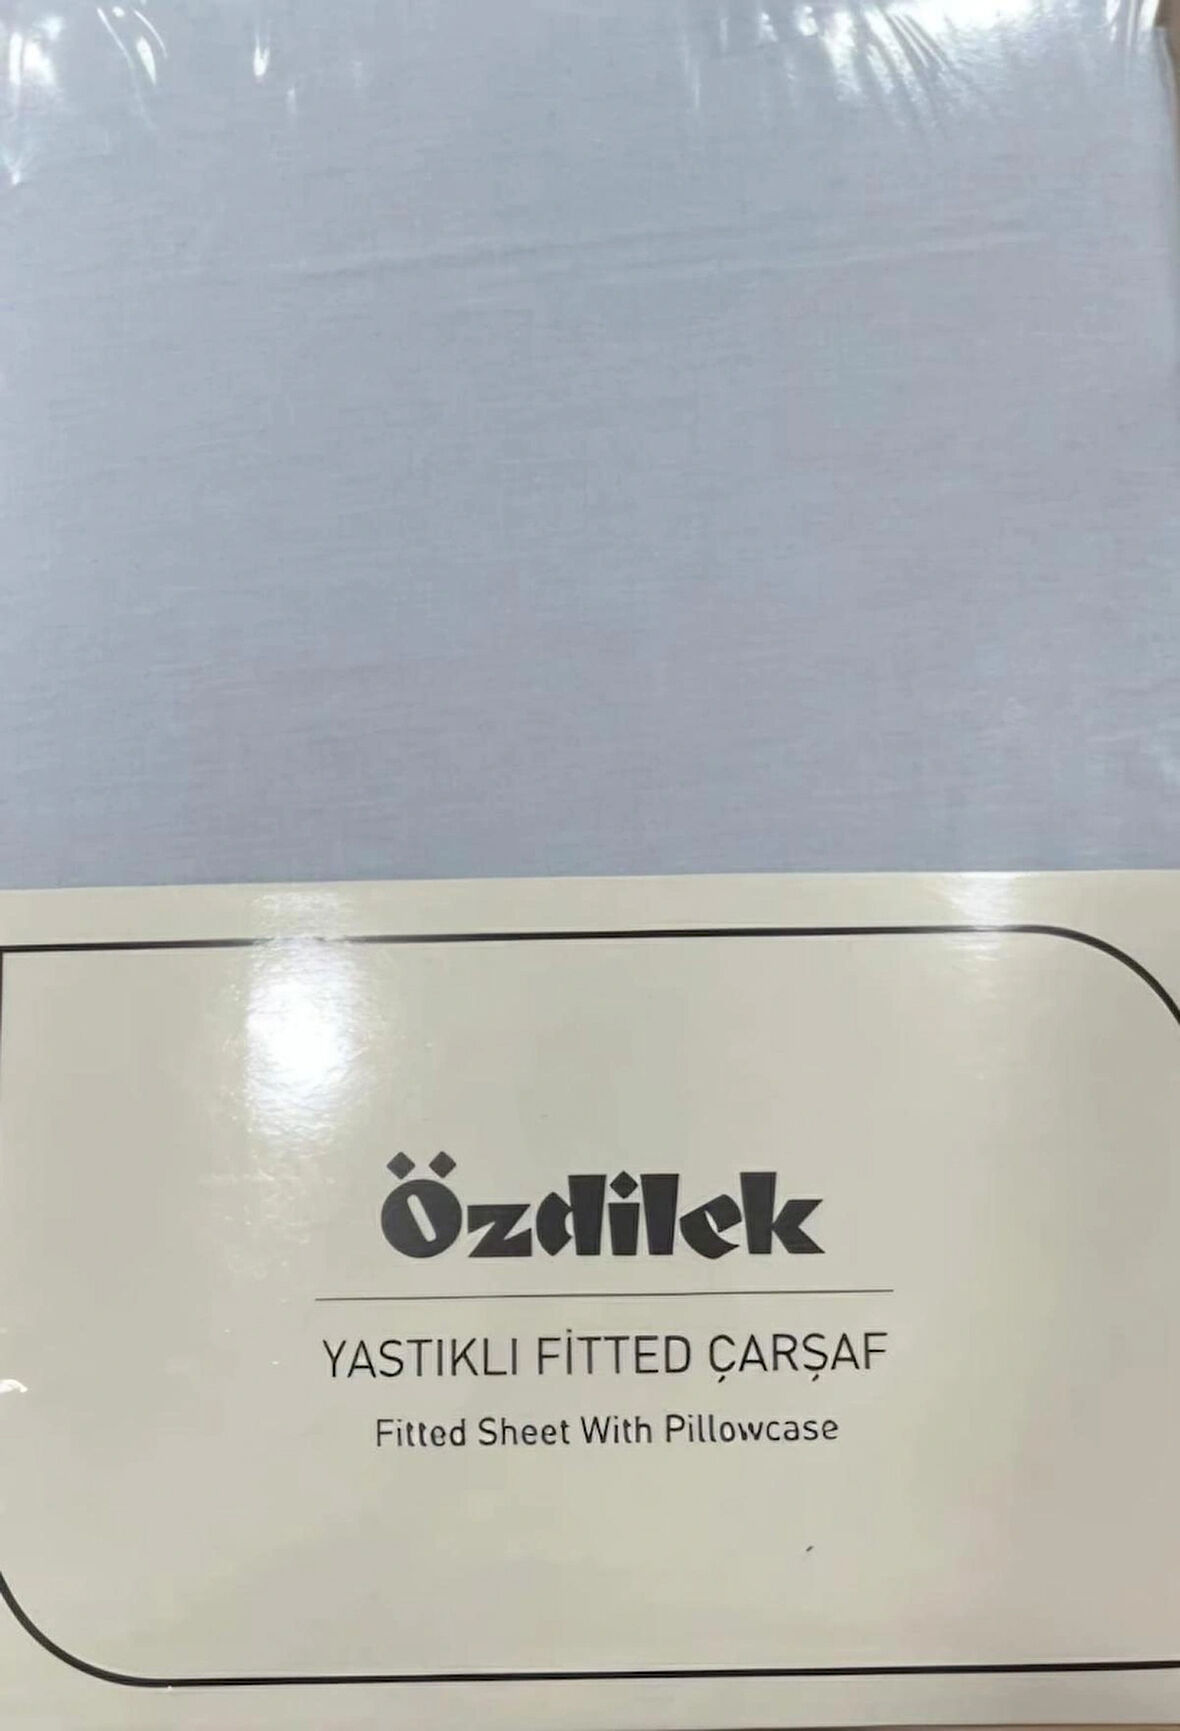 Özdilek
YASTIKLI FİTTED ÇARŞAF
Fitted Sheet With Pillowcase